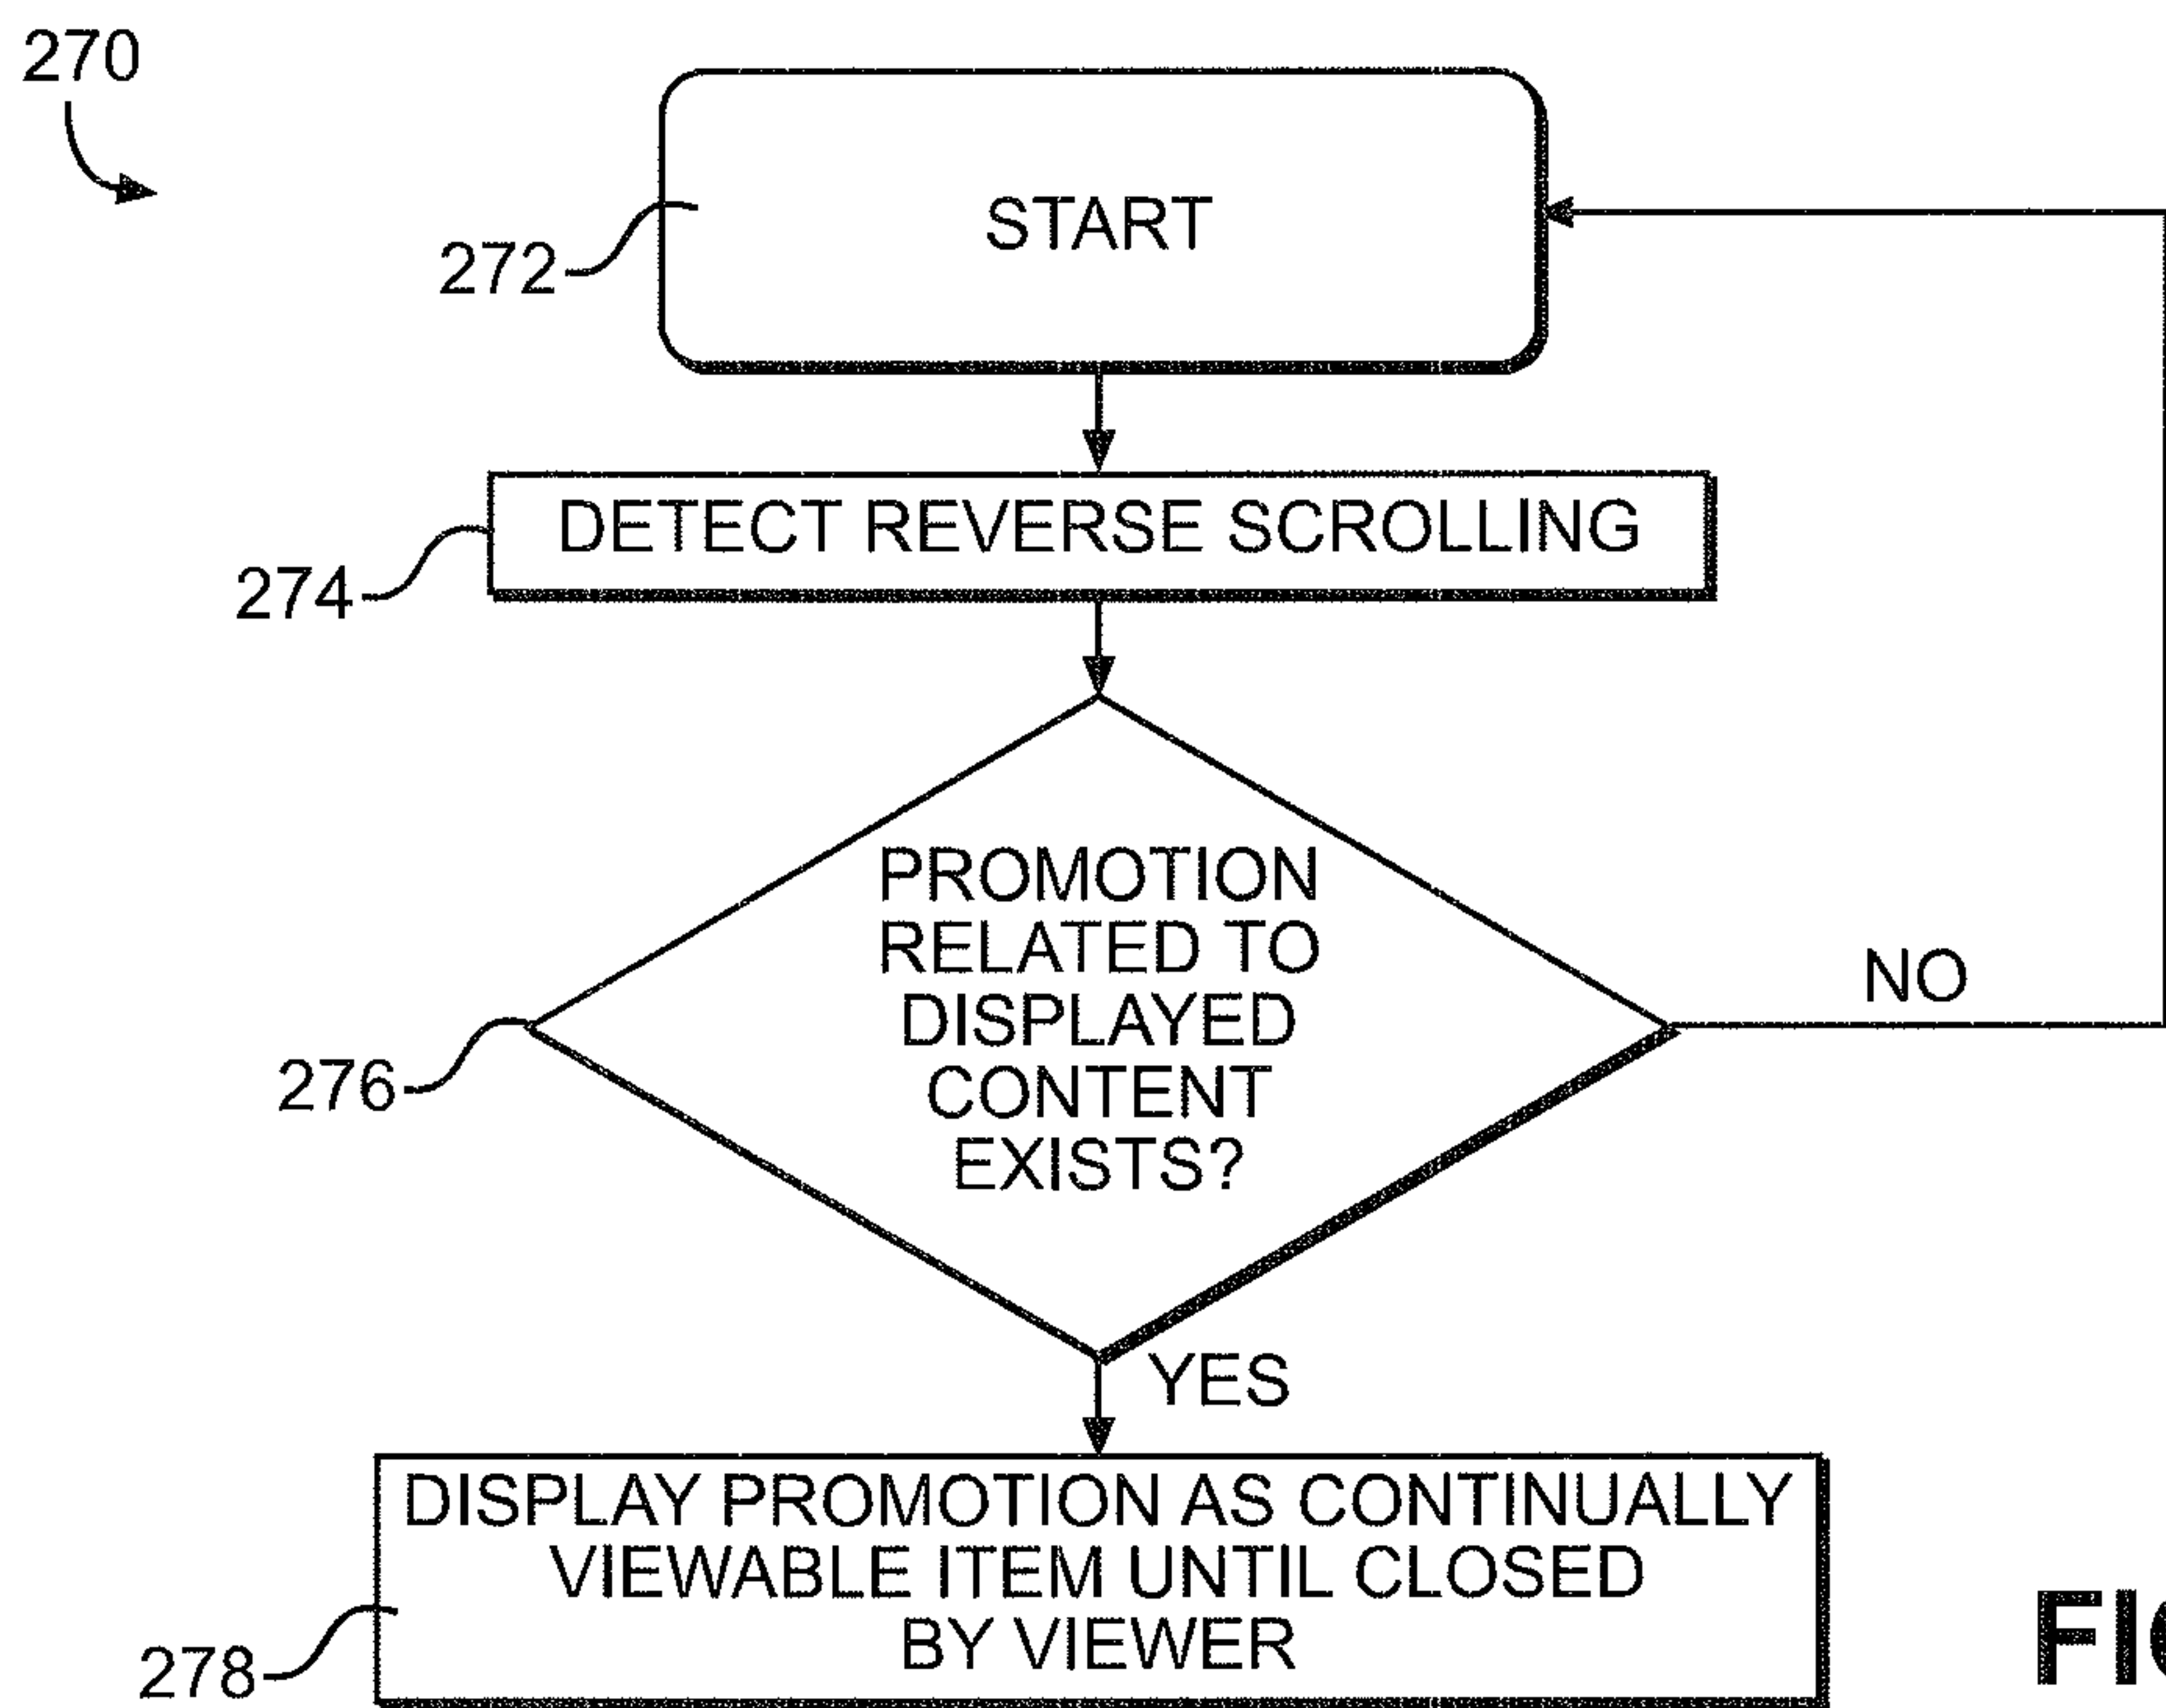 270
START
272
DETECT REVERSE SCROLLING
274
PROMOTION
RELATED TO
DISPLAYED
CONTENT
EXISTS?
NO
276
YES
DISPLAY PROMOTION AS CONTINUALLY
VIEWABLE ITEM UNTIL CLOSED
BY VIEWER
278